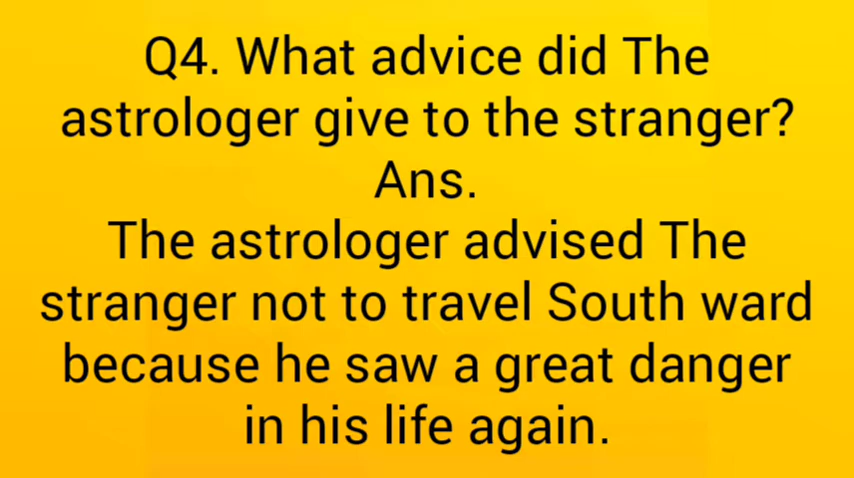 Q4. What advice did The
astrologer give to the stranger?
Ans.
The astrologer advised The
stranger not to travel South ward
because he saw a great danger
in his life again.